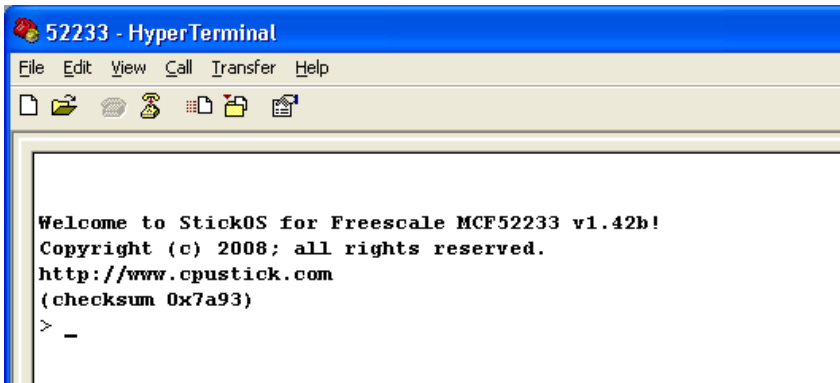 52233 - HyperTerminal
File Edit View Call Transfer Help
Welcome to StickOS for Freescale MCF52233 v1.42b!
Copyright (c) 2008; all rights reserved.
http://www.cpustick.com
(checksum 0x7a93)
> _